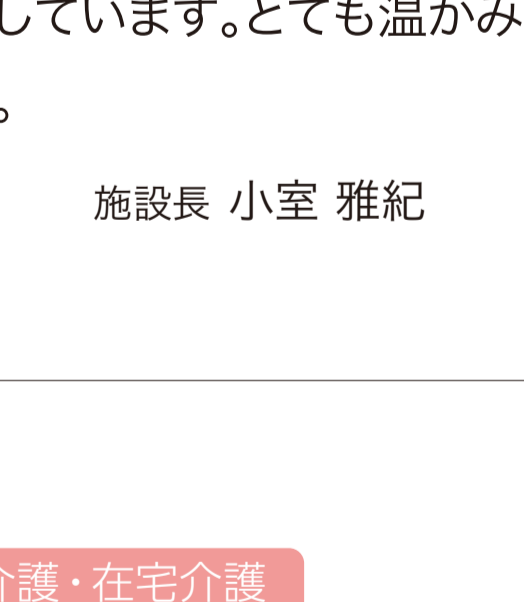 しています。とても温かみ
。
施設長 小室 雅紀
介護・在宅介護